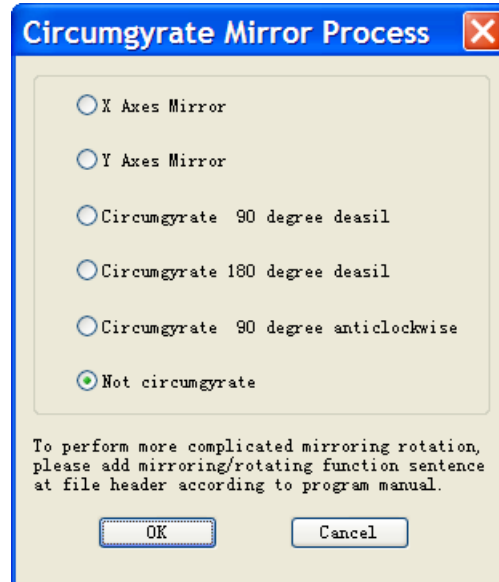 Circumgyrate Mirror Process
X Axes Mirror
Y Axes Mirror
Circumgyrate 90 degree deasil
Circumgyrate 180 degree deasil
Circumgyrate 90 degree anticlockwise
Not circumgyrate
To perform more complicated mirroring rotation,
please add mirroring/rotating function sentence
at file header according to program manual.
OK Cancel